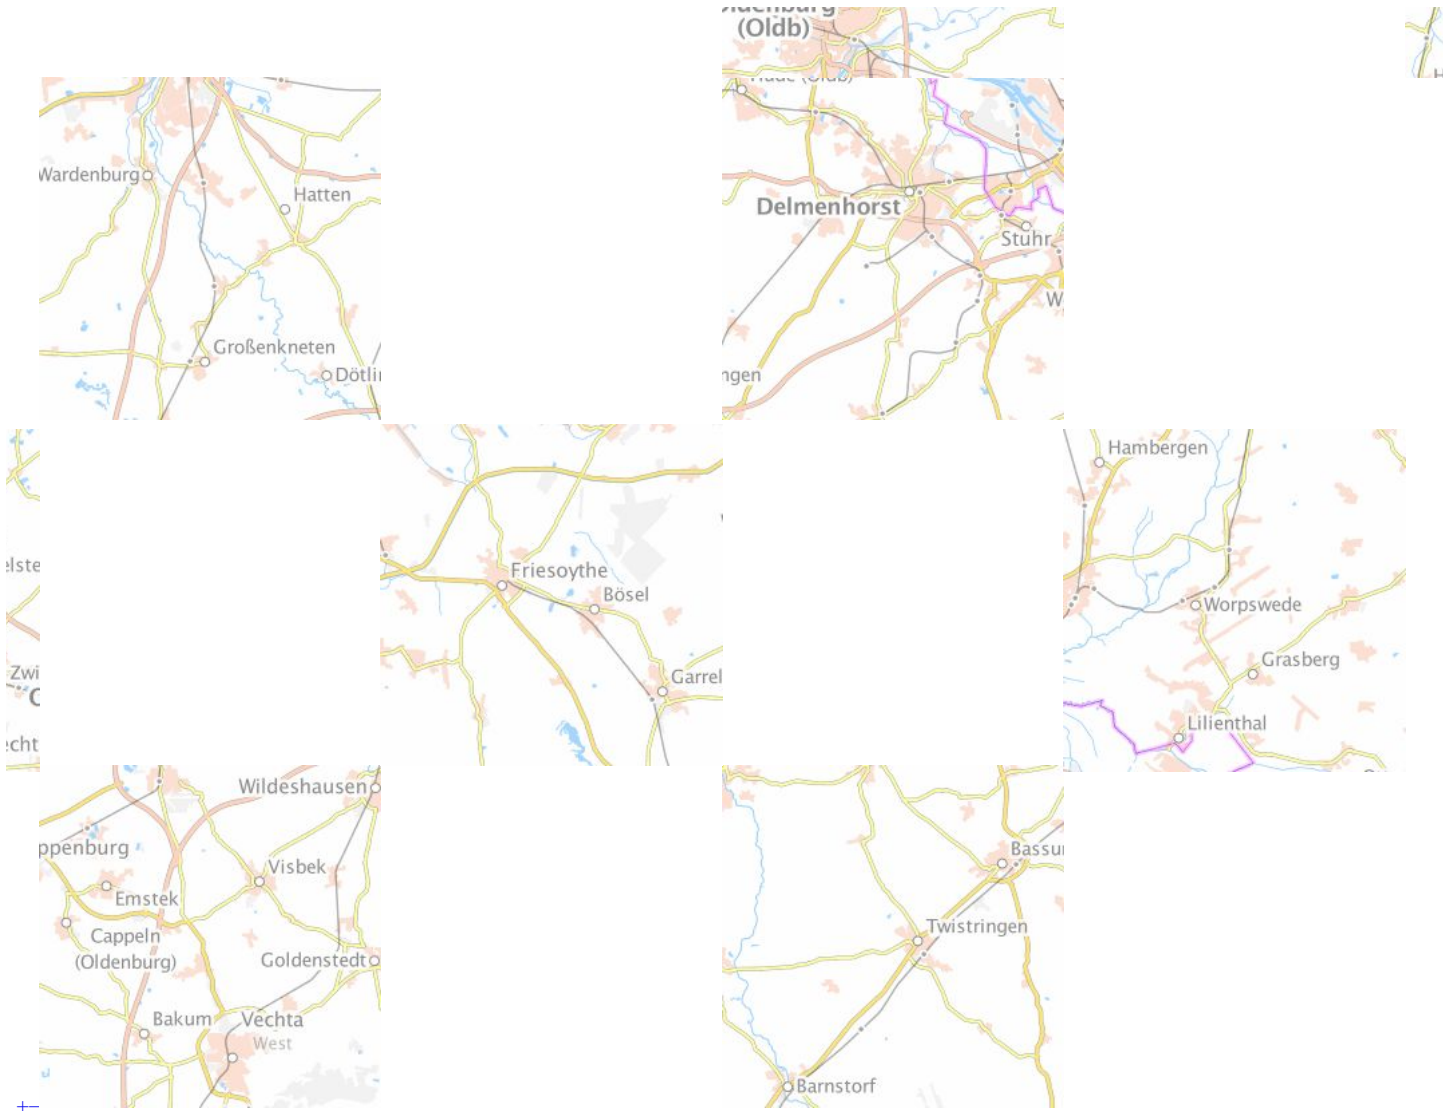 (Oldb)
Wardenburg
Hatten
Delmenhorst
Stuhr
Großenkneten
Hambergen
Friesoythe
Bösel
Worpswede
Grasberg
Garrel
Lilienthal
Wildeshausen
Visbek
Emstek
Cappeln
(Oldenburg)
Goldenstedt
Twistringen
Bakum
Vechta
West
Barnstorf